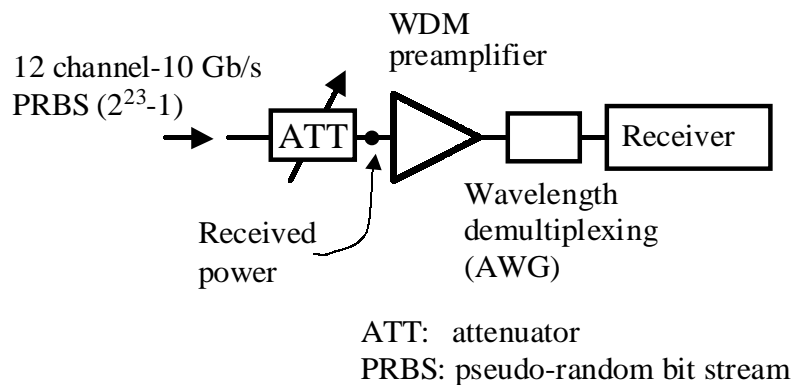 WDM
preamplifier
12 channel-10 Gb/s
PRBS (2²³-1)
ATT
Receiver
Received
power
Wavelength
demultiplexing
(AWG)
ATT: attenuator
PRBS: pseudo-random bit stream